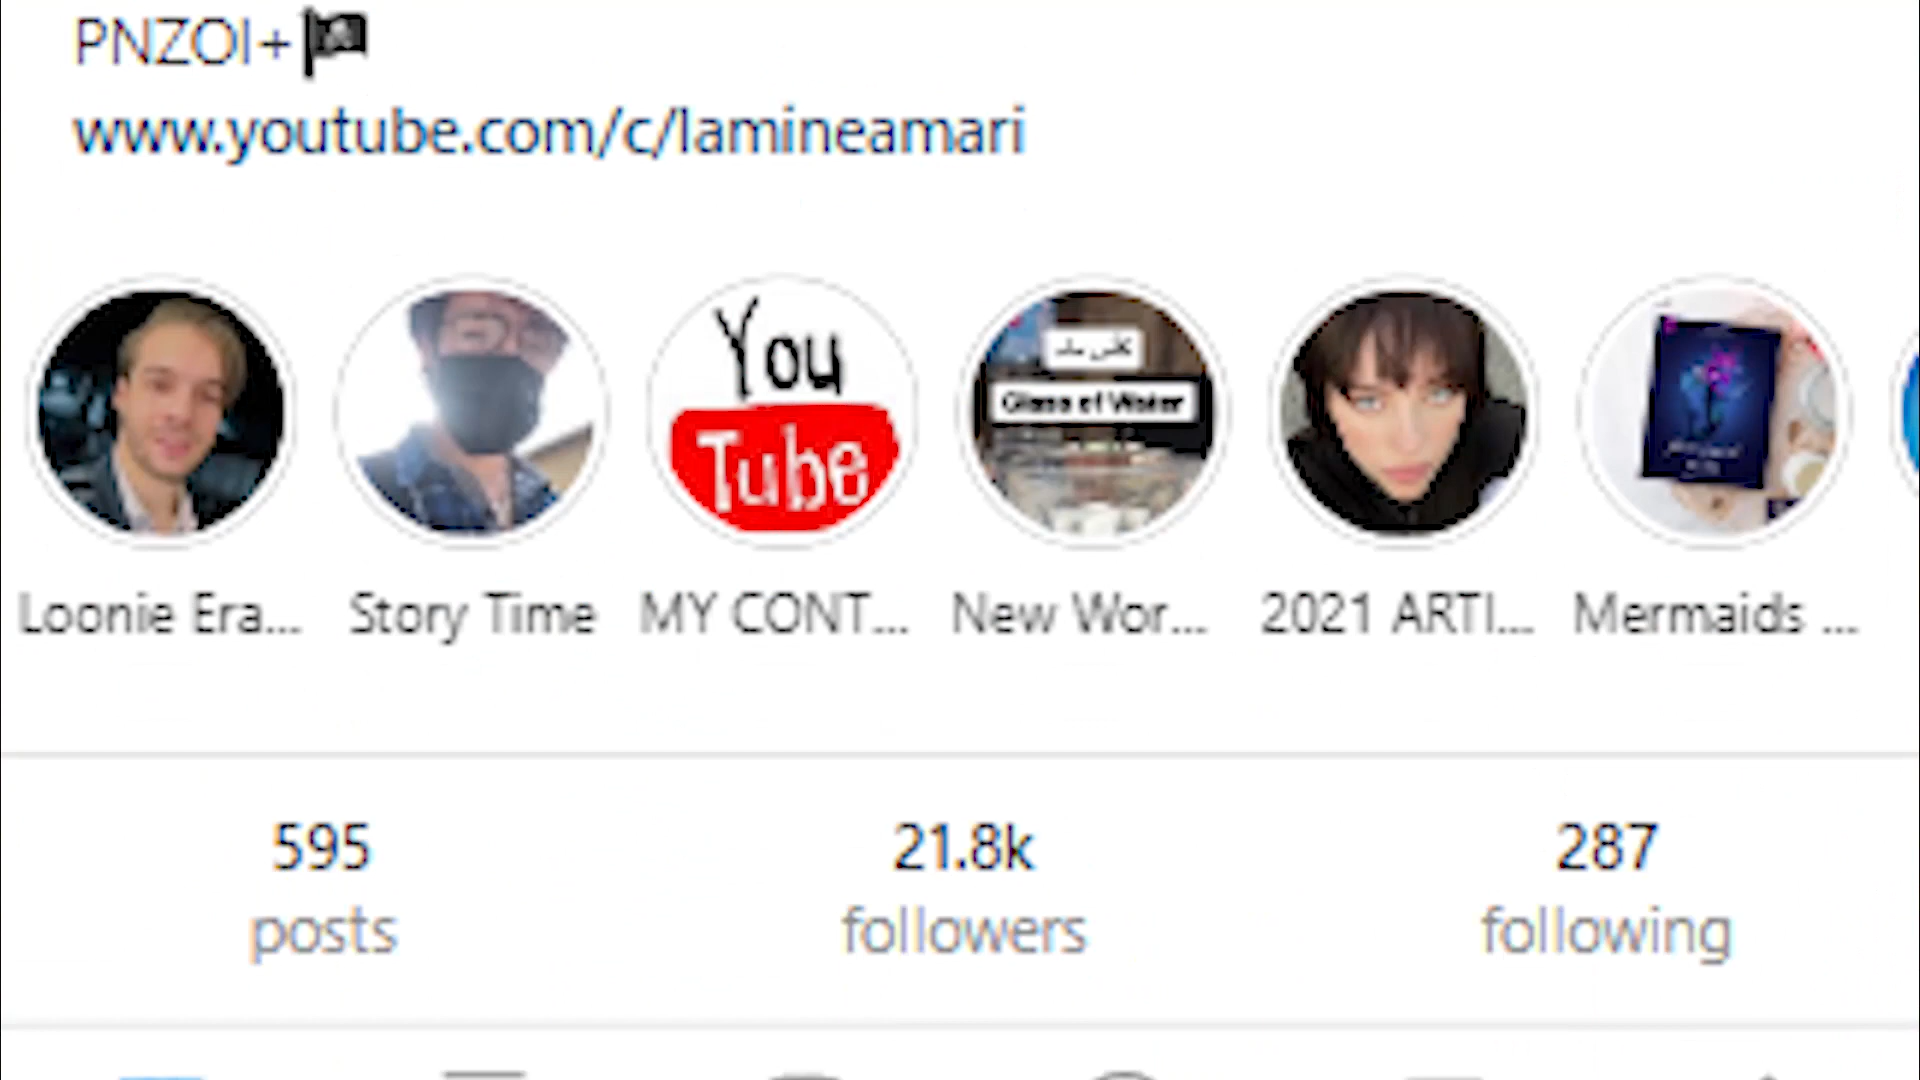 PNZOI+
www.youtube.com/c/lamineamari
You
Tube
Glass of Water
Loonie Era...
Story Time
MY CONT...
New Wor...
2021 ARTI...
Mermaids ...
595
21.8k
287
posts
followers
following